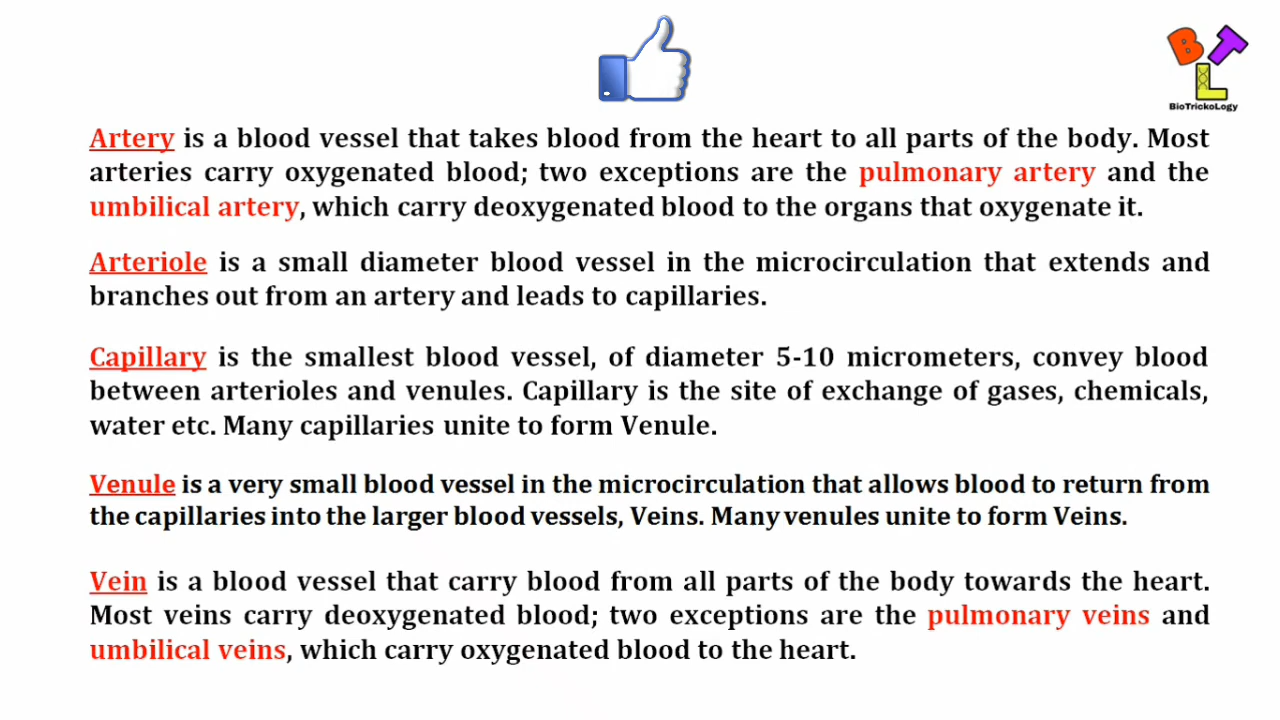 B T
L
BioTrickoLogy
Artery is a blood vessel that takes blood from the heart to all parts of the body. Most
arteries carry oxygenated blood; two exceptions are the pulmonary artery and the
umbilical artery, which carry deoxygenated blood to the organs that oxygenate it.
Arteriole is a small diameter blood vessel in the microcirculation that extends and
branches out from an artery and leads to capillaries.
Capillary is the smallest blood vessel, of diameter 5-10 micrometers, convey blood
between arterioles and venules. Capillary is the site of exchange of gases, chemicals,
water etc. Many capillaries unite to form Venule.
Venule is a very small blood vessel in the microcirculation that allows blood to return from
the capillaries into the larger blood vessels, Veins. Many venules unite to form Veins.
Vein is a blood vessel that carry blood from all parts of the body towards the heart.
Most veins carry deoxygenated blood; two exceptions are the pulmonary veins and
umbilical veins, which carry oxygenated blood to the heart.